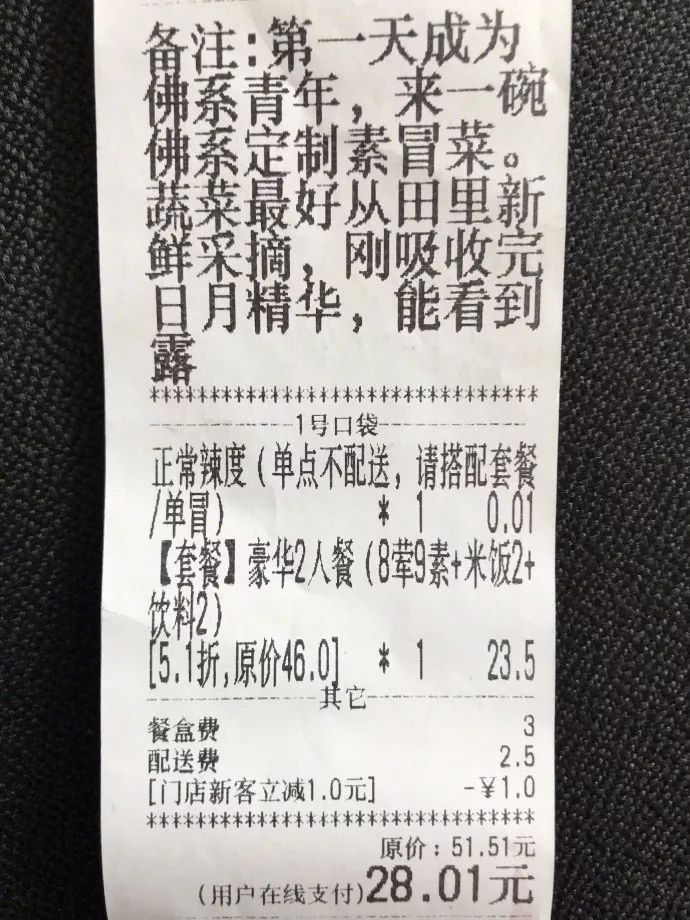 备注:第一天成为
佛系青年，来一碗
佛系定制素冒菜。
蔬菜最好从田里新
鲜采摘，刚吸收完
日月精华，能看到
露
*********************************
1号口袋
正常辣度(单点不配送,请搭配套餐
/单冒) * 1 0.01
【套餐】豪华2人餐(8荤9素+米饭2+
饮料2)
[5.1折,原价46.0] * 1 23.5
其它
餐盒费 3
配送费 2.5
[门店新客立减1.0元] -¥1.0
*********************************
原价:51.51元
(用户在线支付)28.01元